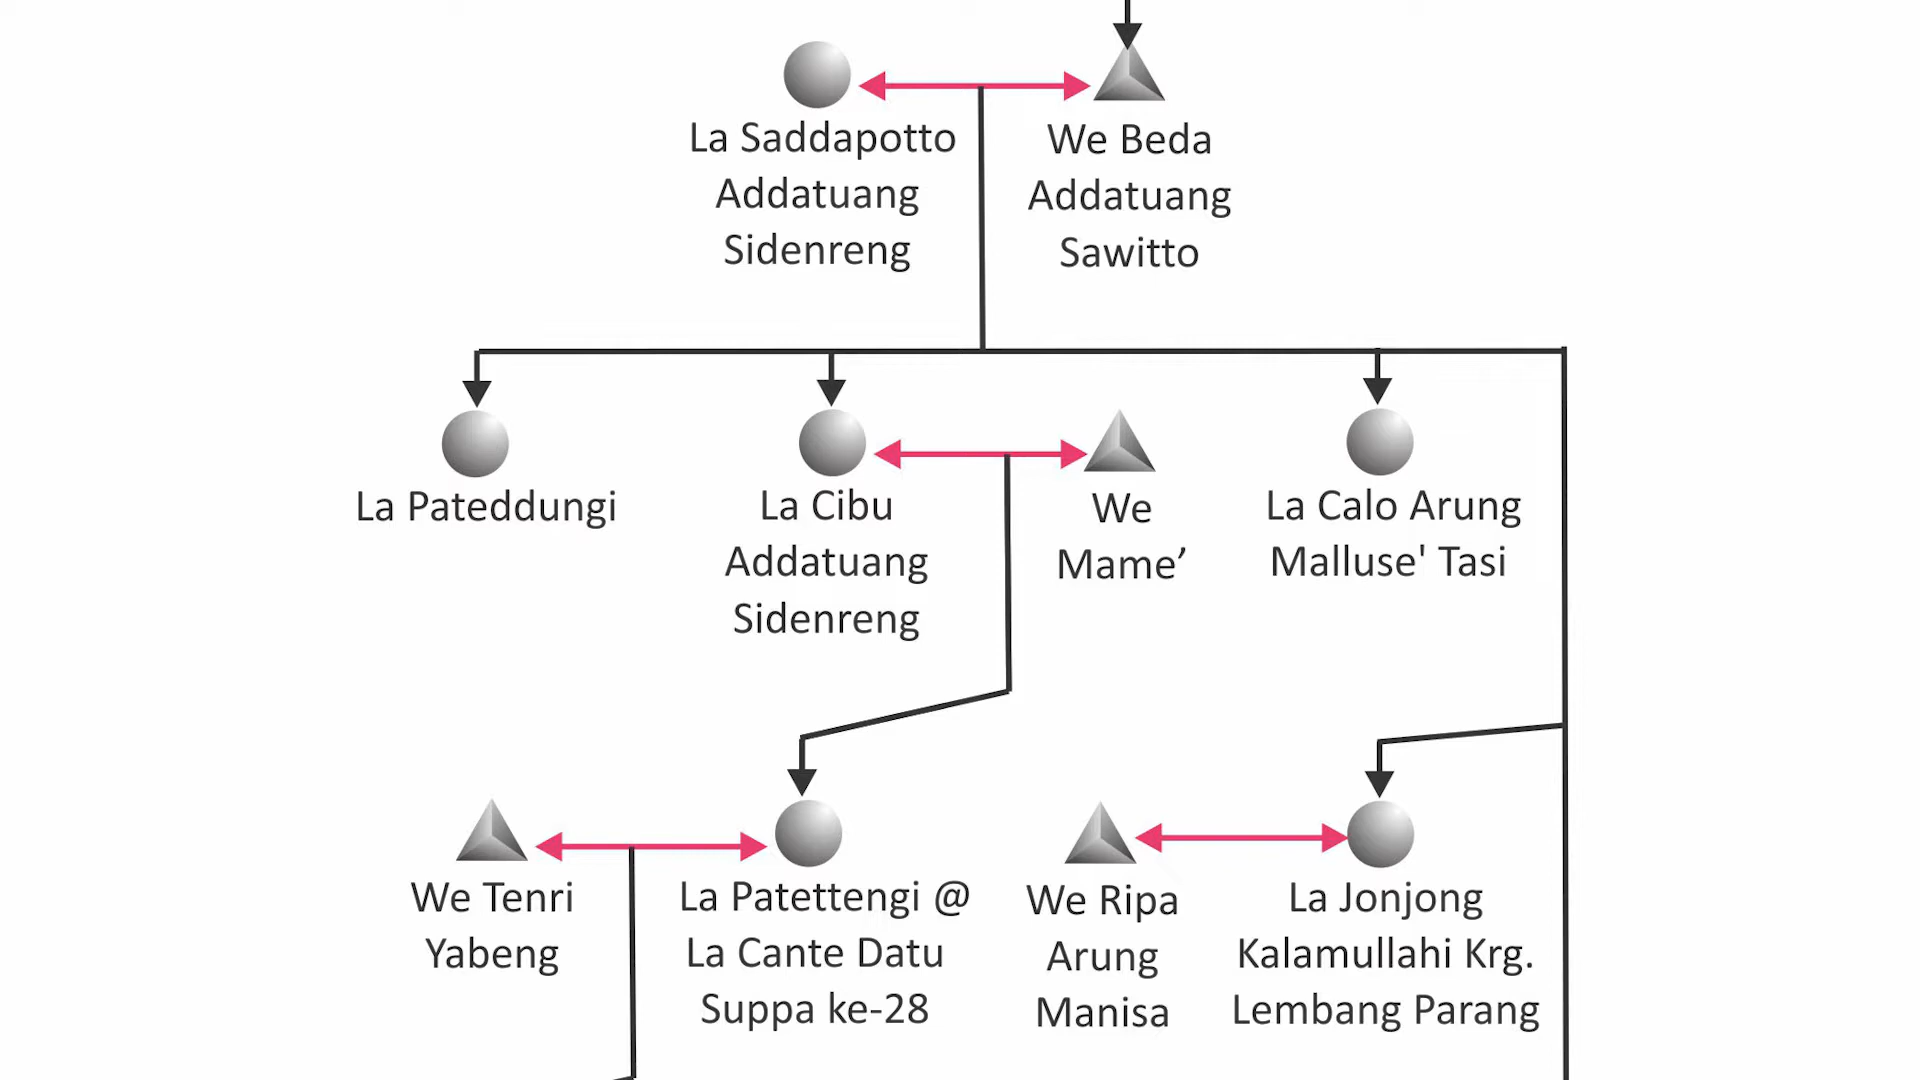 La Saddapotto
Addatuang
Sidenreng
We Beda
Addatuang
Sawitto
La Pateddungi
La Cibu
Addatuang
Sidenreng
We
Mame’
La Calo Arung
Malluse' Tasi
We Tenri
Yabeng
La Patettengi @
La Cante Datu
Suppa ke-28
We Ripa
Arung
Manisa
La Jonjong
Kalamullahi Krg.
Lembang Parang